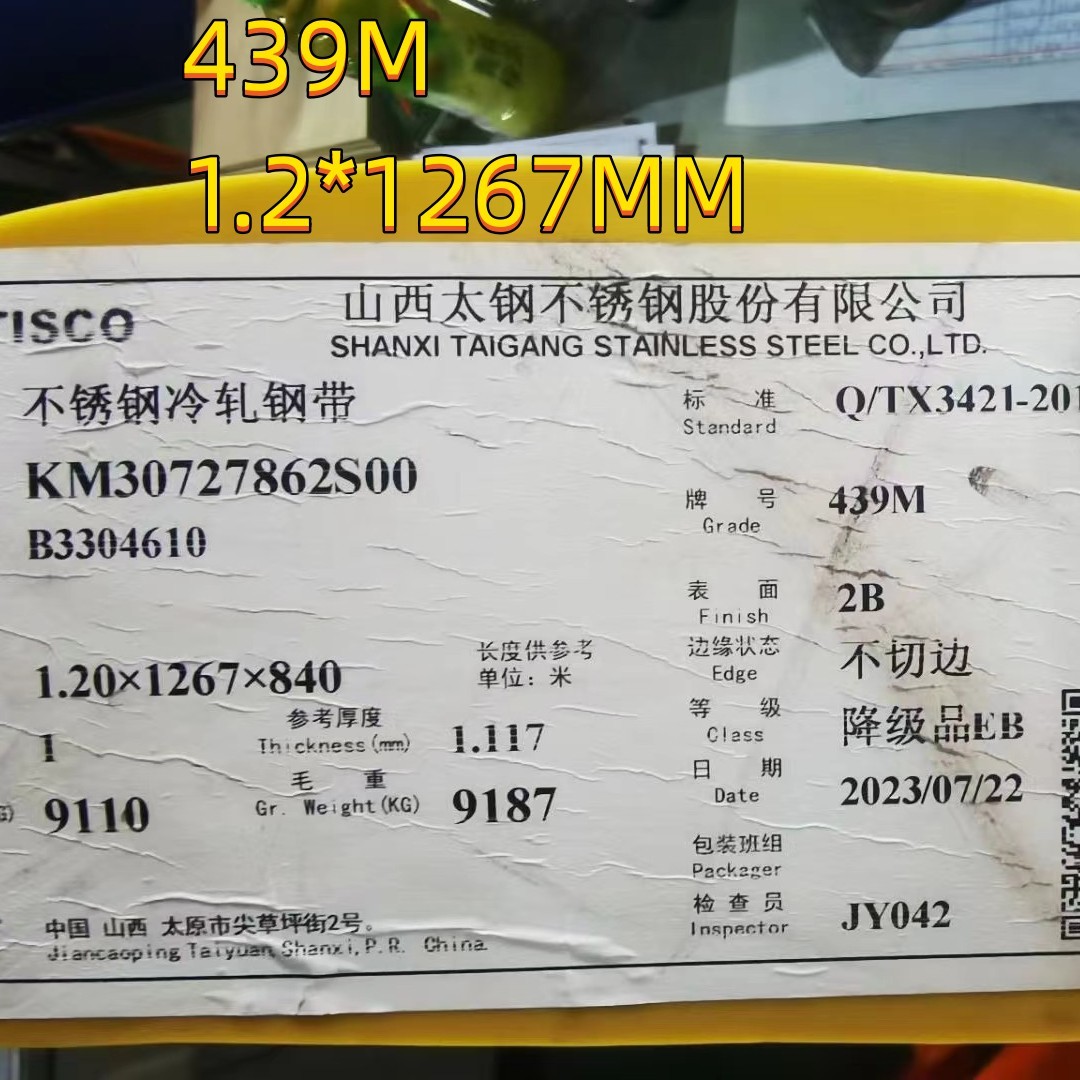 439M
1.2*1267MM
TISCO
山西太钢不锈钢股份有限公司
SHANXI TAIGANG STAINLESS STEEL CO.,LTD.
不锈钢冷轧钢带
标 准 Q/TX3421-201
Standard
KM30727862S00
牌 号 439M
Grade
B3304610
表 面 2B
Finish
1.20×1267×840
长度供参考
单位：米
边缘状态 不切边
Edge
1
参考厚度
Thickness(mm) 1.117
等 级 降级品EB
Class
9110
毛 重
Gr. Weight(KG) 9187
日 期 2023/07/22
Date
包装班组
Packager
检 查 员 JY042
Inspector
中国 山西 太原市尖草坪街2号。
Jiancaoping Taiyuan, Shanxi, P.R. China